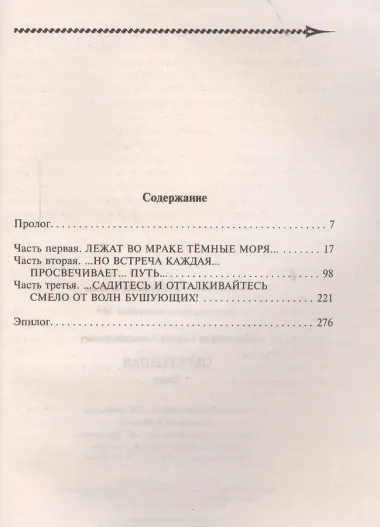 Содержание
Пролог. . . . . . . . . . . . . . . . . . . . . . . . . . . . . . . . . . . . . . . . . . 7
Часть первая. ЛЕЖАТ ВО МРАКЕ ТЁМНЫЕ МОРЯ... . . . . . 17
Часть вторая. ...НО ВСТРЕЧА КАЖДАЯ...
ПРОСВЕЧИВАЕТ... ПУТЬ... . . . . . . . . . . . . . . . . . . . 98
Часть третья. ...САДИТЕСЬ И ОТТАЛКИВАЙТЕСЬ
СМЕЛО ОТ ВОЛН БУШУЮЩИХ! . . . . . . . . . . . . . . . . 221
Эпилог. . . . . . . . . . . . . . . . . . . . . . . . . . . . . . . . . . . . . . . . 276